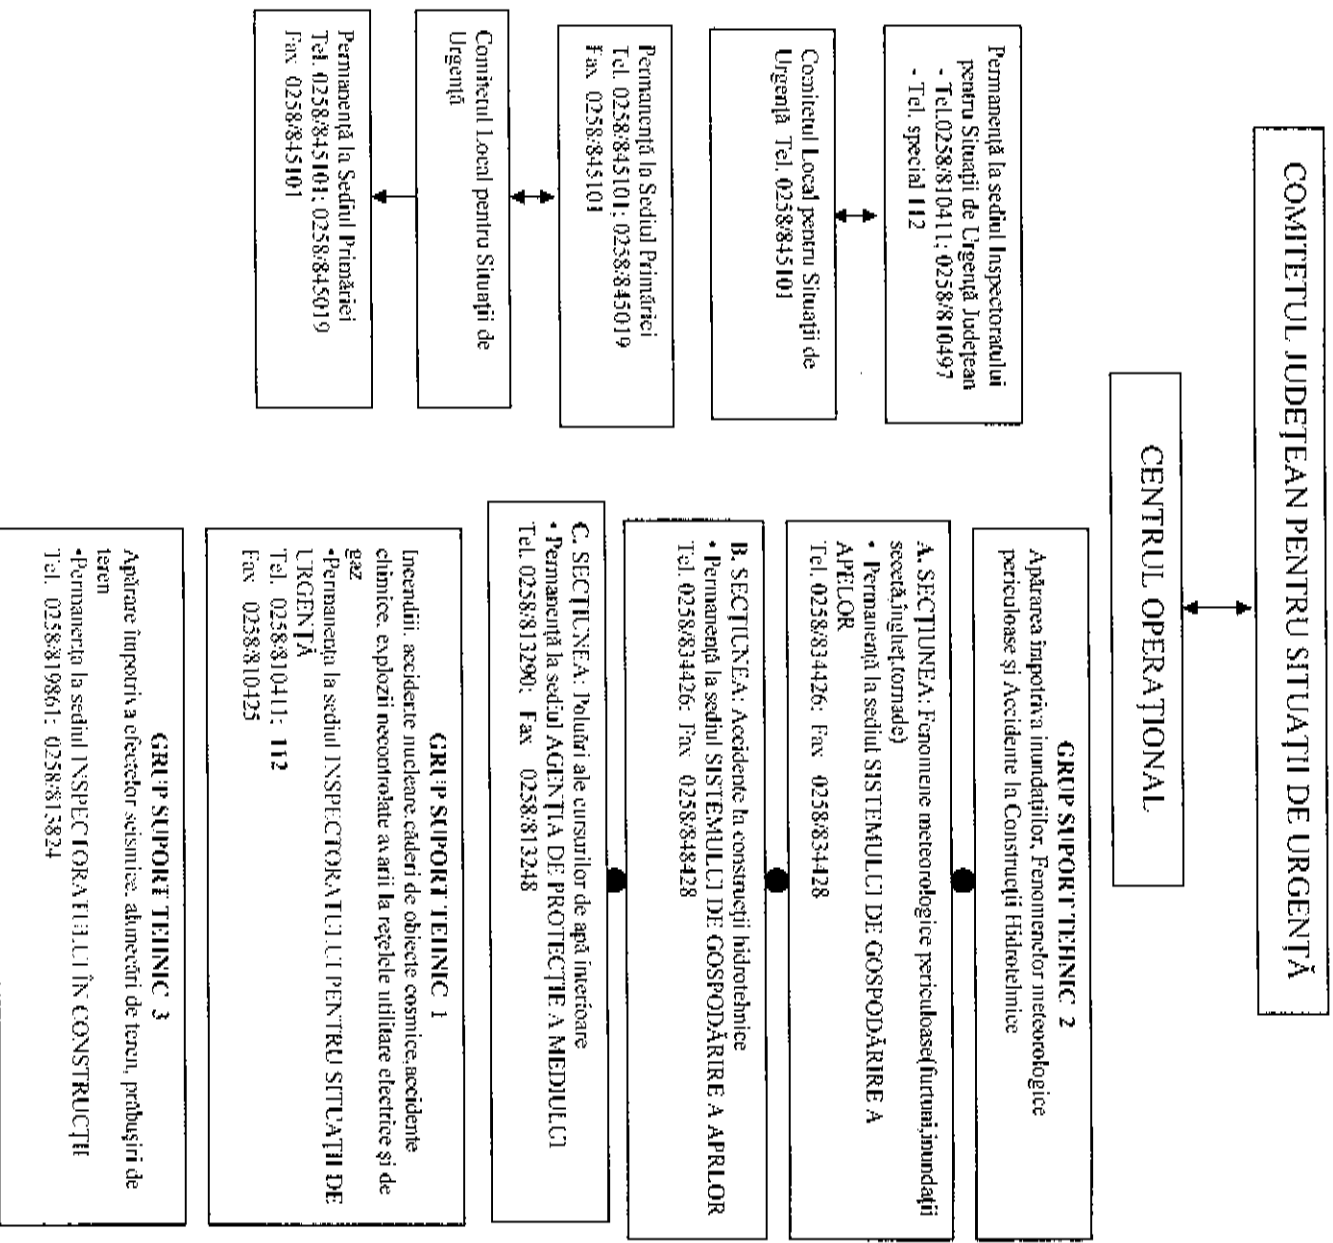 COMITETUL JUDEȚEAN PENTRU SITUAȚII DE URGENȚĂ
CENTRUL OPERAȚIONAL
Permanență la sediul Inspectoratului
pentru Situații de Urgență Județean
- Tel.0258/810411; 0258/810497
- Tel. special 112
Comitetul Local pentru Situații de
Urgență Tel. 0258/845101
Permanență la Sediul Primăriei
Tel. 0258/845101; 0258/845019
Fax 0258/845101
Comitetul Local pentru Situații de
Urgență
Permanență la Sediul Primăriei
Tel. 0258/845101; 0258/845019
Fax 0258/845101
GRUP SUPORT TEHNIC 2
Apărarea împotriva inundațiilor, Fenomenelor meteorologice
periculoase și Accidente la Construcții Hidrotehnice
A. SECȚIUNEA: Fenomene meteorologice periculoase(furtuni,inundații
secetă,îngheț,tornade)
• Permanență la sediul SISTEMULUI DE GOSPODĂRIRE A
APELOR
Tel. 0258/834426; Fax 0258/834428
B. SECȚIUNEA: Accidente la construcții hidrotehnice
• Permanență la sediul SISTEMULUI DE GOSPODĂRIRE A APRLOR
Tel. 0258/834426; Fax 0258/848428
C. SECȚIUNEA: Poluări ale cursurilor de apă interioare
• Permanență la sediul AGENȚIA DE PROTECȚIE A MEDIULUI
Tel. 0258/813290; Fax 0258/813248
GRUP SUPORT TEHNIC 1
Incendiii, accidente nucleare,căderi de obiecte cosmice,accidente
chimice, explozii necontrolate avarii la rețelele utilitare electrice și de
gaz
•Permanența la sediul INSPECTORATULUI PENTRU SITUAȚII DE
URGENȚĂ
Tel. 0258/810411; 112
Fax 0258/810425
GRUP SUPORT TEHNIC 3
Apărare împotriva efectelor seismice, alunecări de teren, prăbușiri de
teren
•Permanența la sediul INSPECTORATULUI ÎN CONSTRUCȚII
Tel. 0258/819861; 0258/813824